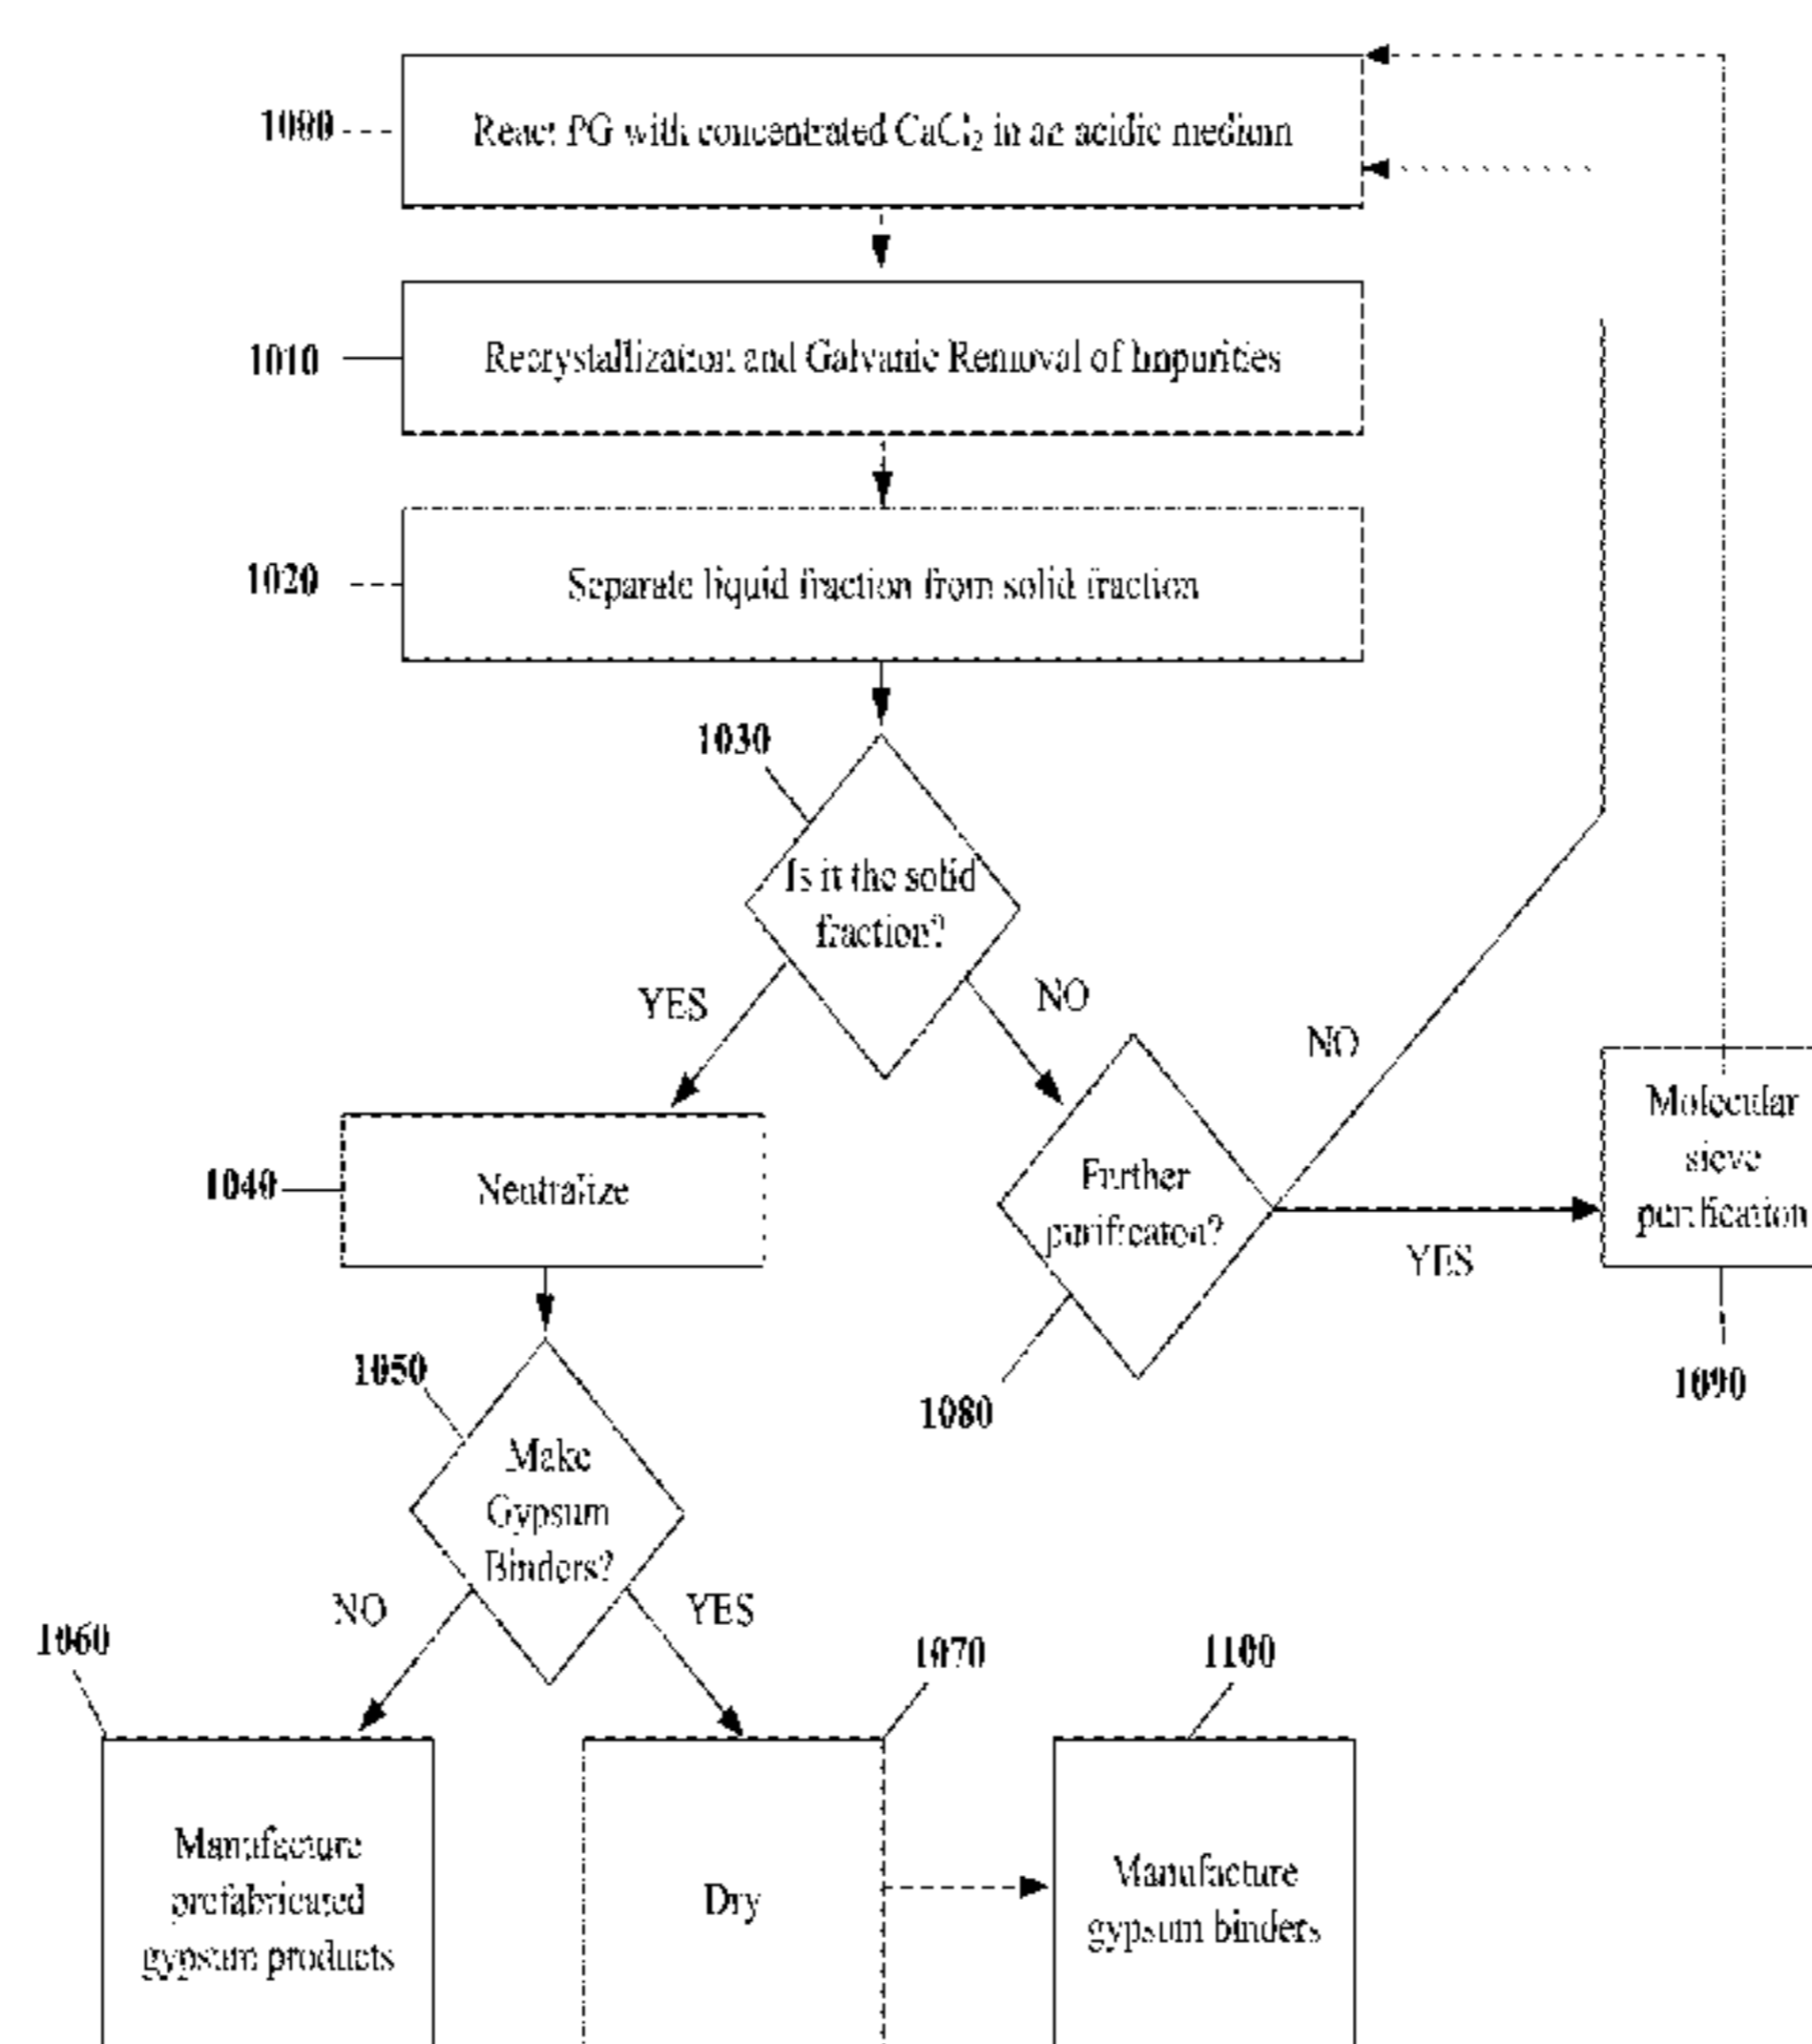 1000
React PG with concentrated CaCl₂ in an acidic medium
1010
Recrystallization and Galvanic Removal of Impurities
1020
Separate liquid fraction from solid fraction
1030
Is it the solid
fraction?
YES
NO
NO
Molecular
sieve
purification
1040
Neutralize
Further
purificaton?
YES
1050
1080
1090
Make
Gypsum
Binders?
NO
YES
1060
1070
1100
Manufacture
prefabricated
gypsum products
Dry
Manufacture
gypsum binders